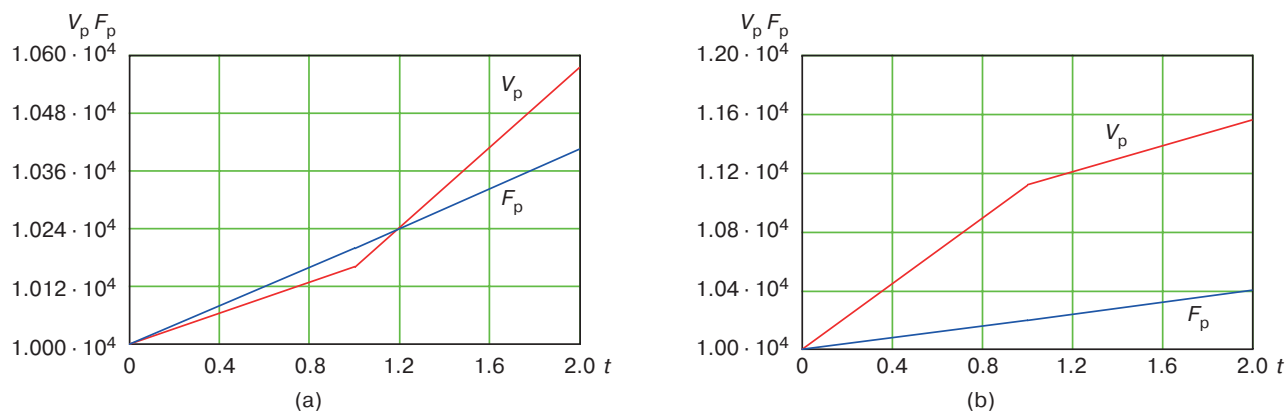 V_p F_p
1.060 · 10^4
1.048 · 10^4
1.036 · 10^4
1.024 · 10^4
1.012 · 10^4
1.000 · 10^4
V_p
F_p
0 0.4 0.8 1.2 1.6 2.0 t
(a)
V_p F_p
1.20 · 10^4
1.16 · 10^4
1.12 · 10^4
1.08 · 10^4
1.04 · 10^4
1.00 · 10^4
V_p
F_p
0 0.4 0.8 1.2 1.6 2.0 t
(b)